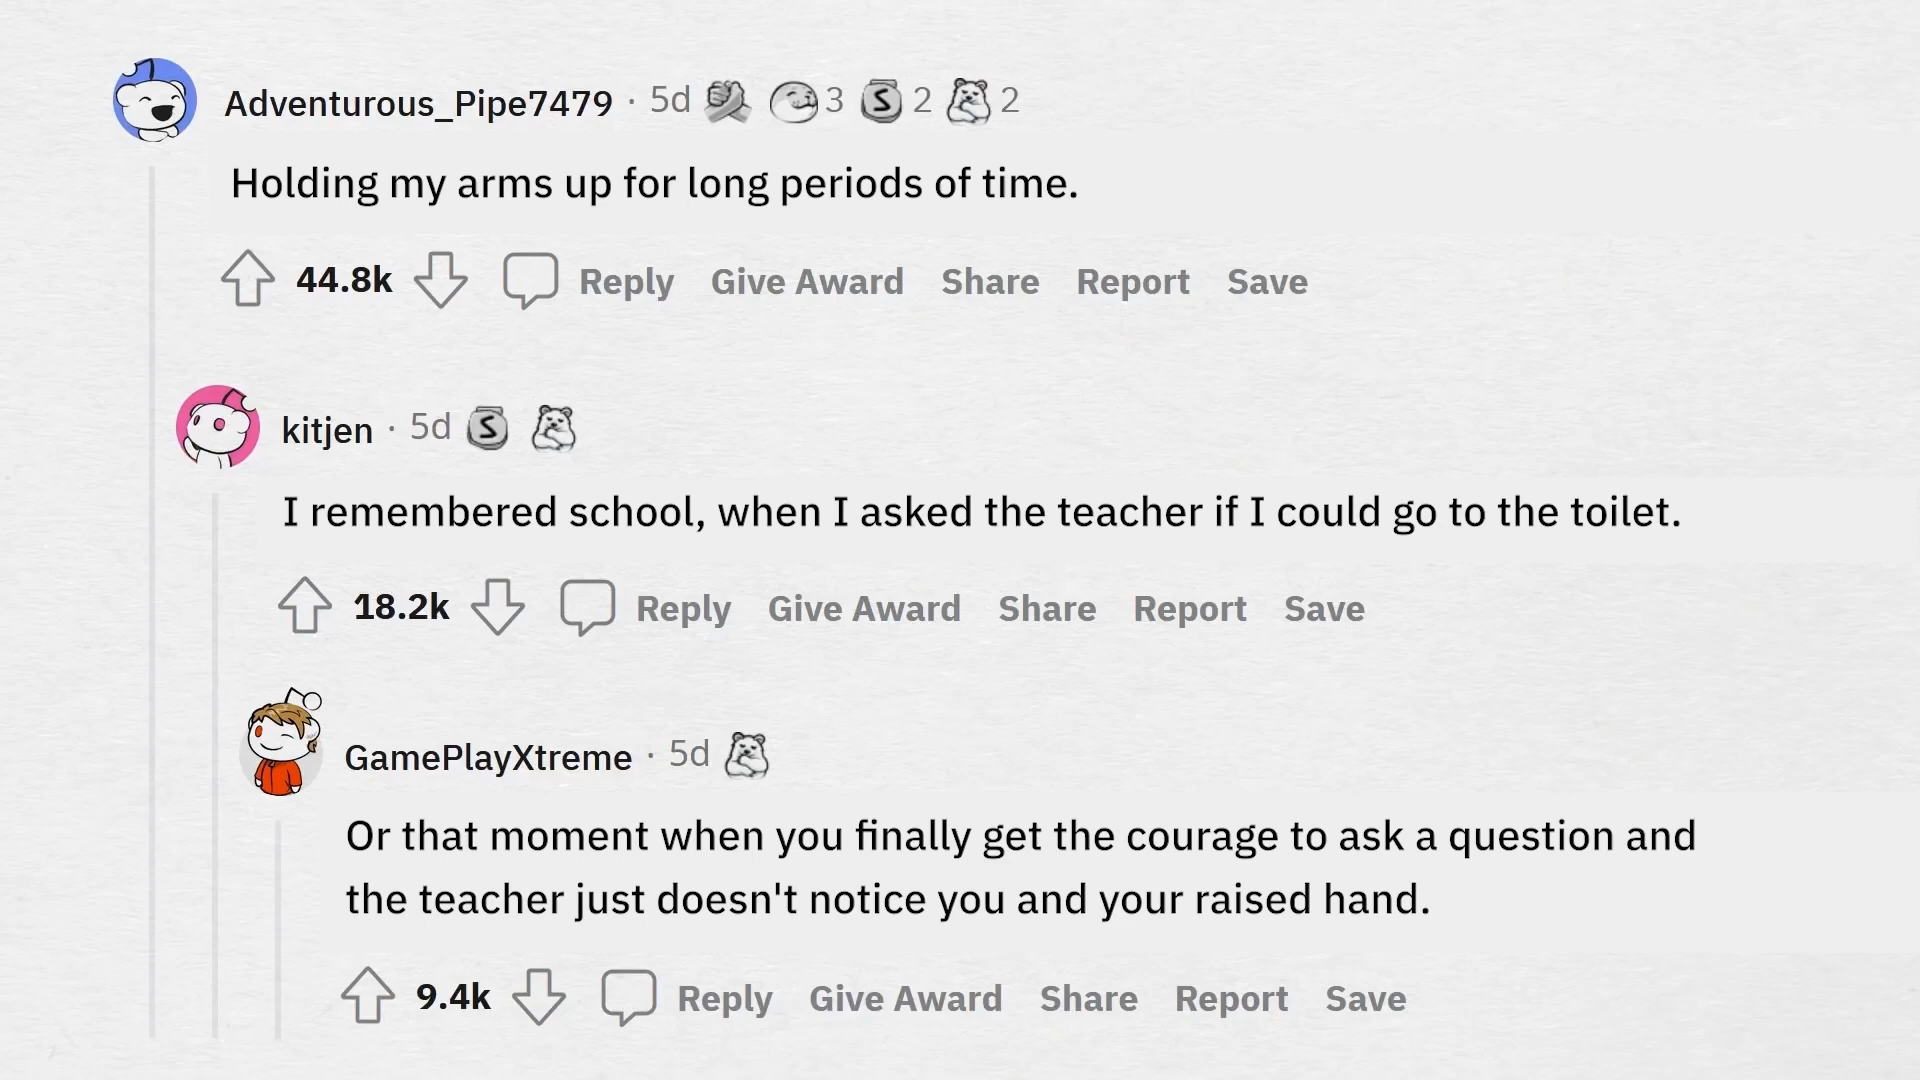 Adventurous_Pipe7479 · 5d 3 S 2 2
Holding my arms up for long periods of time.
44.8k Reply Give Award Share Report Save
kitjen · 5d S
I remembered school, when I asked the teacher if I could go to the toilet.
18.2k Reply Give Award Share Report Save
GamePlayXtreme · 5d
Or that moment when you finally get the courage to ask a question and
the teacher just doesn't notice you and your raised hand.
9.4k Reply Give Award Share Report Save